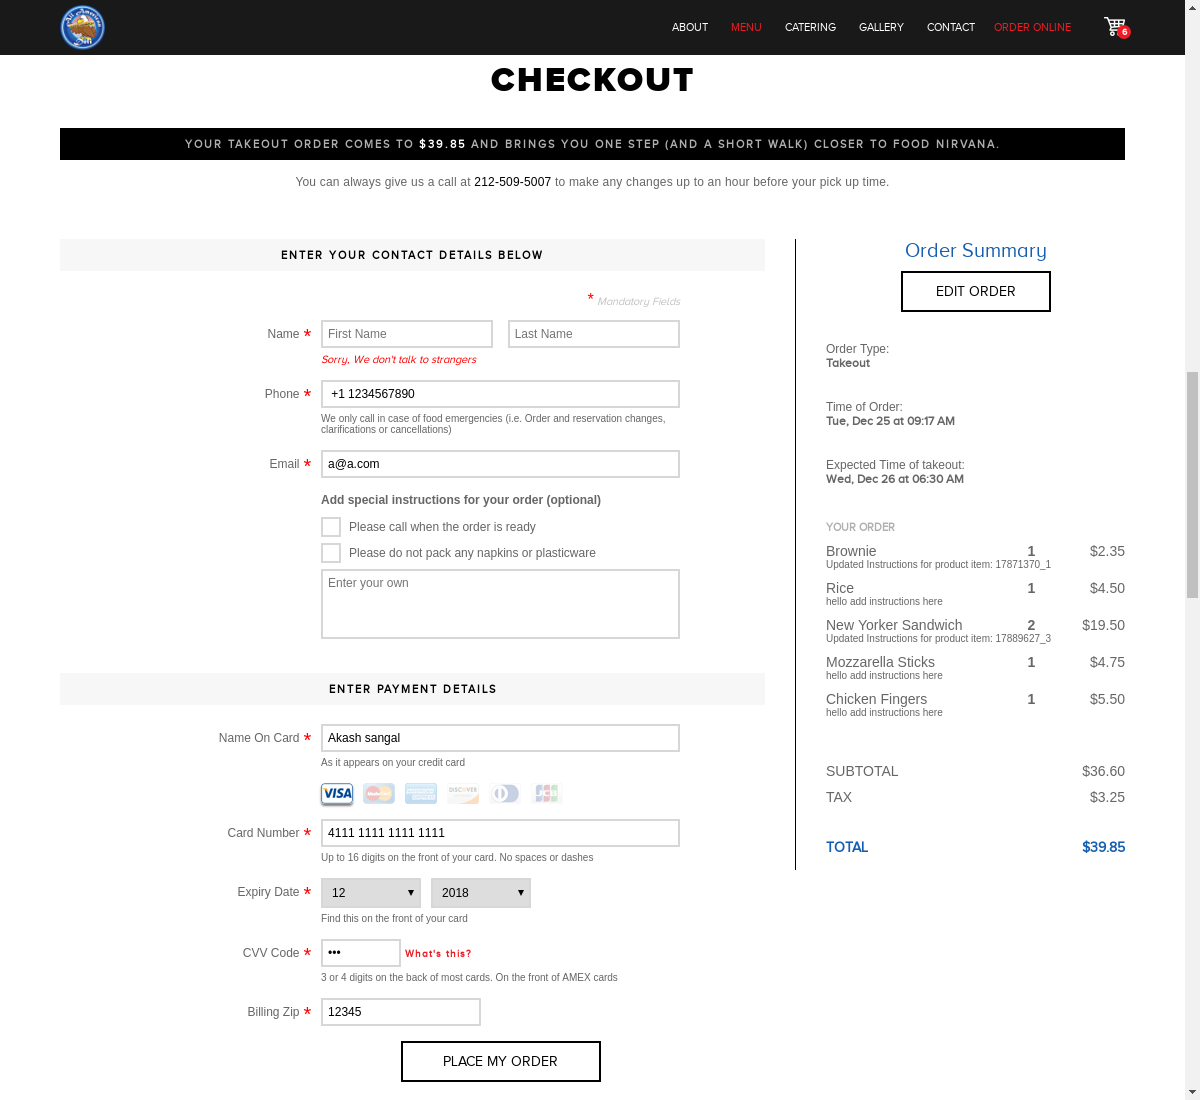 All American
Deli
ABOUT MENU CATERING GALLERY CONTACT ORDER ONLINE 6
CHECKOUT
YOUR TAKEOUT ORDER COMES TO $39.85 AND BRINGS YOU ONE STEP (AND A SHORT WALK) CLOSER TO FOOD NIRVANA.
You can always give us a call at 212-509-5007 to make any changes up to an hour before your pick up time.
ENTER YOUR CONTACT DETAILS BELOW
* Mandatory Fields
Name * First Name Last Name
Sorry, We don't talk to strangers
Phone * +1 1234567890
We only call in case of food emergencies (i.e. Order and reservation changes,
clarifications or cancellations)
Email * a@a.com
Add special instructions for your order (optional)
Please call when the order is ready
Please do not pack any napkins or plasticware
Enter your own
ENTER PAYMENT DETAILS
Name On Card * Akash sangal
As it appears on your credit card
VISA MasterCard AMERICAN EXPRESS DISCOVER JCB
Card Number * 4111 1111 1111 1111
Up to 16 digits on the front of your card. No spaces or dashes
Expiry Date * 12 2018
Find this on the front of your card
CVV Code * ••• What's this?
3 or 4 digits on the back of most cards. On the front of AMEX cards
Billing Zip * 12345
PLACE MY ORDER
Order Summary
EDIT ORDER
Order Type:
Takeout
Time of Order:
Tue, Dec 25 at 09:17 AM
Expected Time of takeout:
Wed, Dec 26 at 06:30 AM
YOUR ORDER
Brownie 1 $2.35
Updated Instructions for product item: 17871370_1
Rice 1 $4.50
hello add instructions here
New Yorker Sandwich 2 $19.50
Updated Instructions for product item: 17889627_3
Mozzarella Sticks 1 $4.75
hello add instructions here
Chicken Fingers 1 $5.50
hello add instructions here
SUBTOTAL $36.60
TAX $3.25
TOTAL $39.85